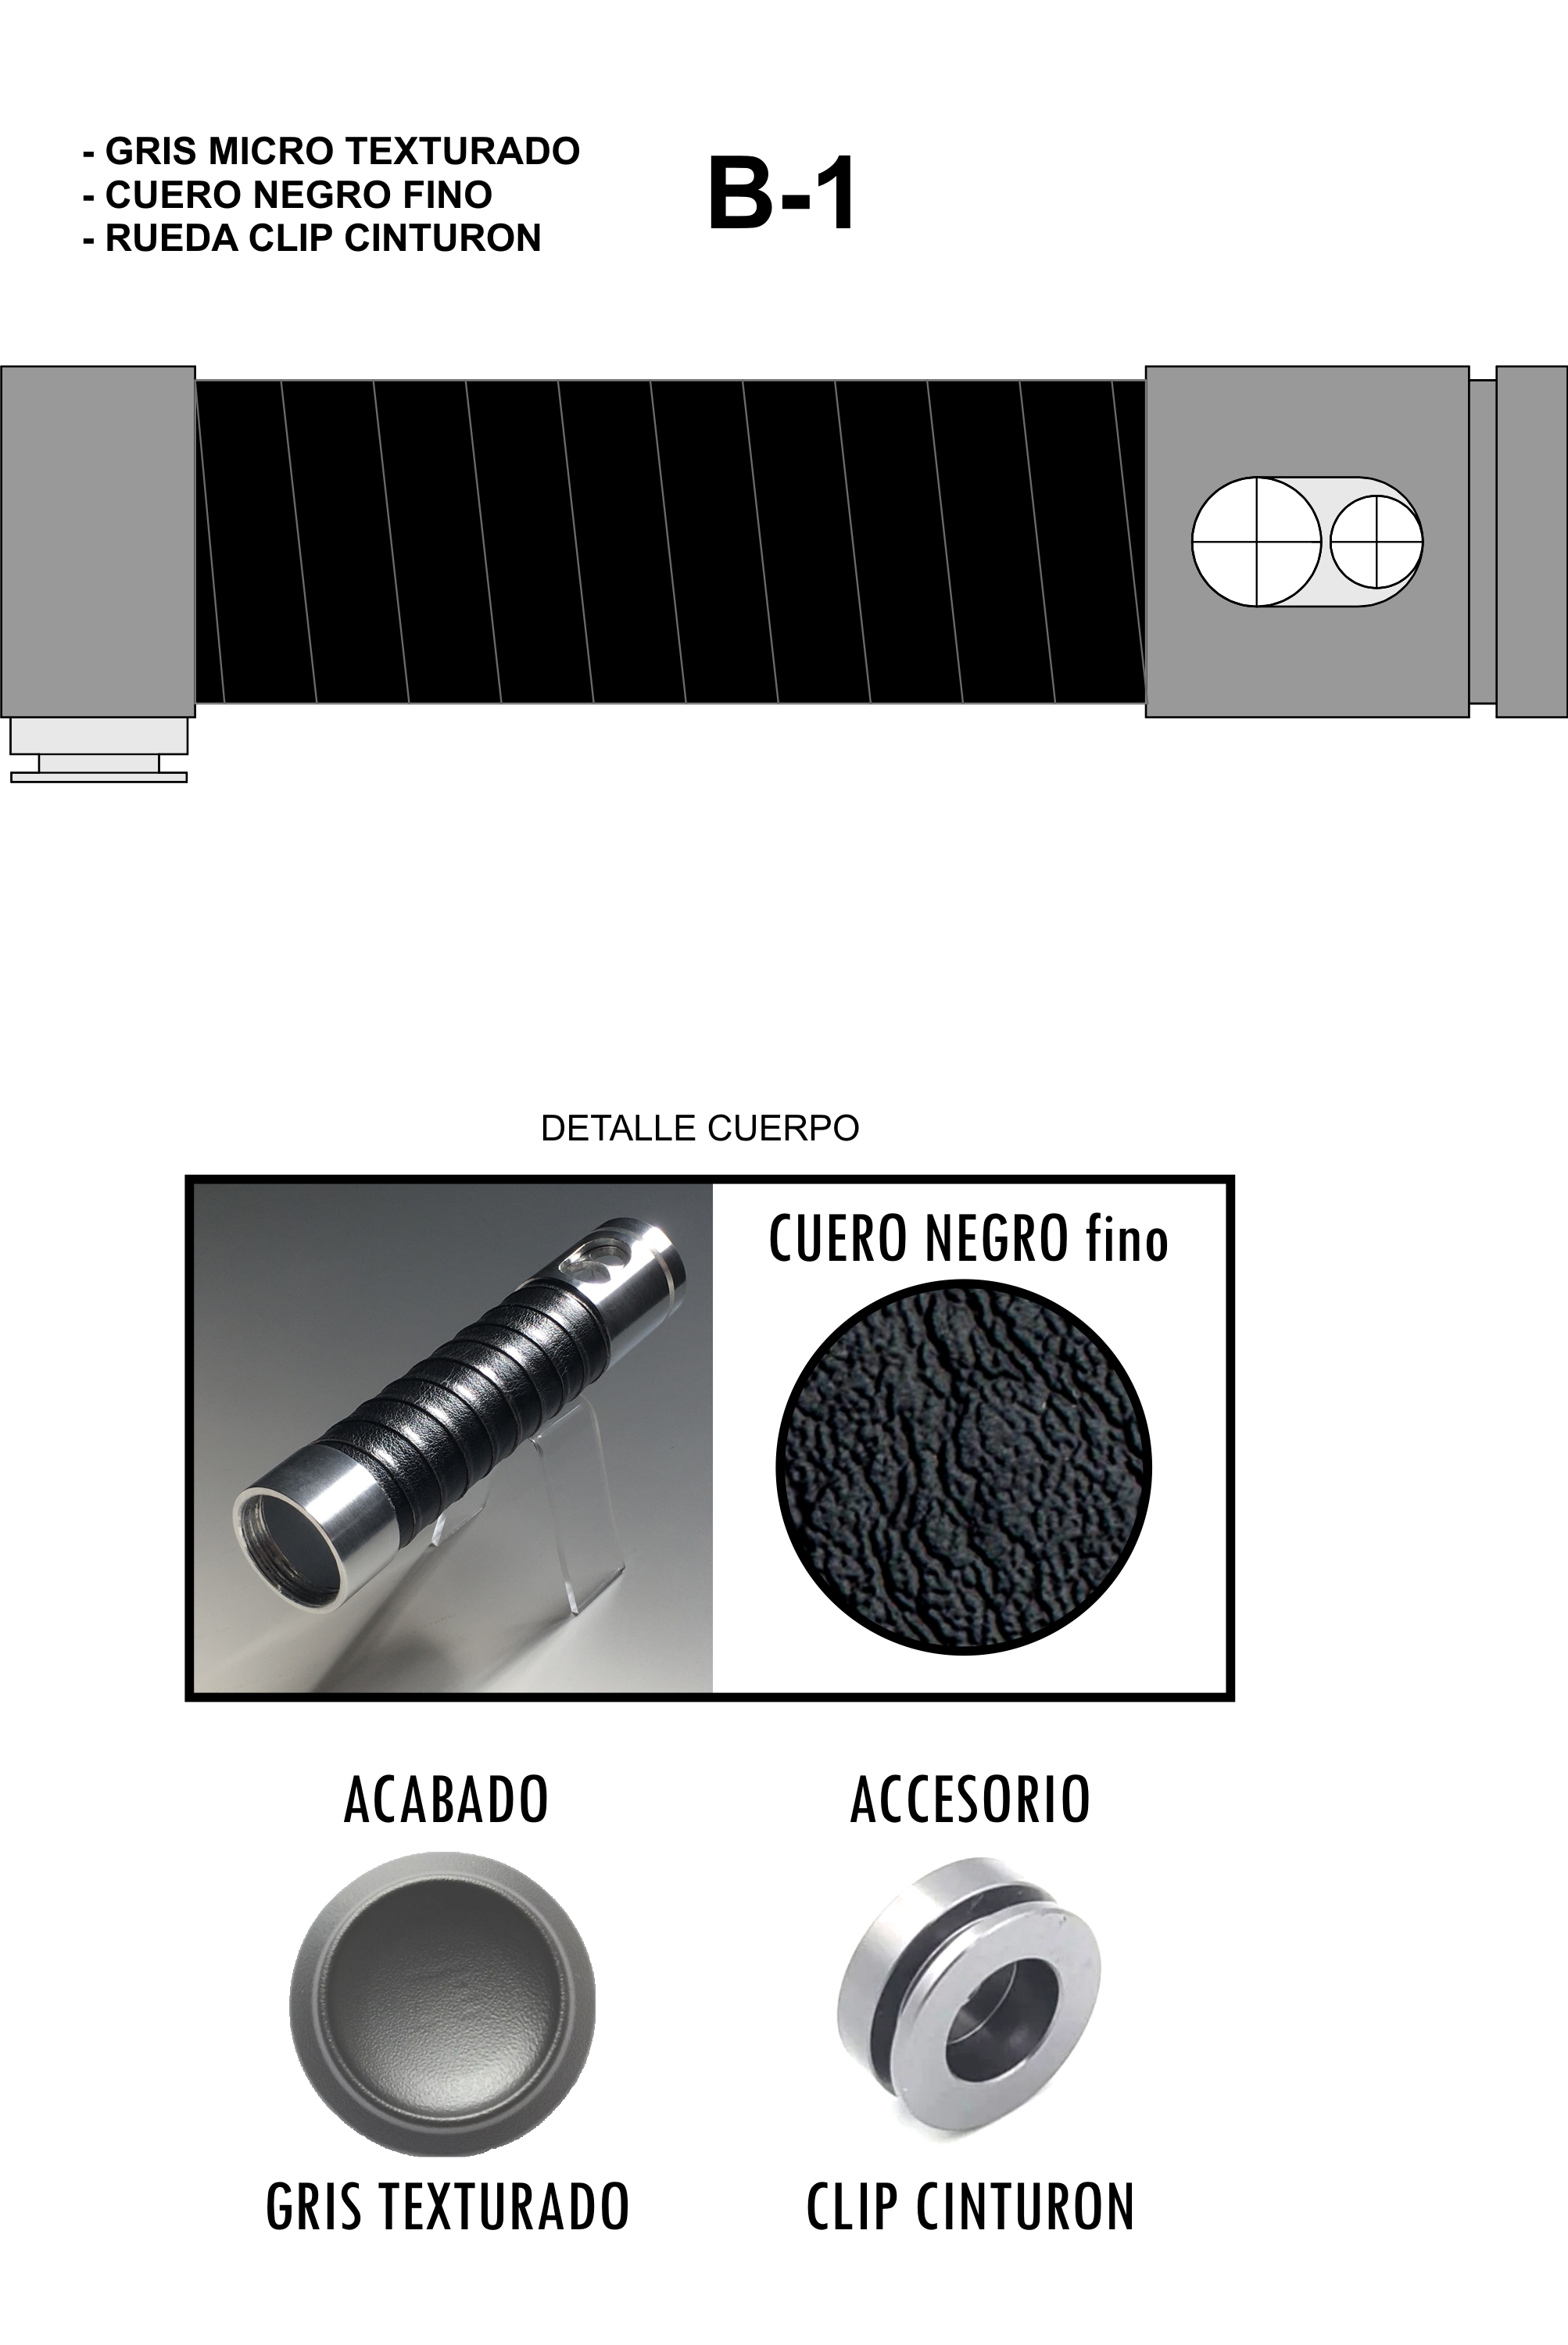 - GRIS MICRO TEXTURADO
- CUERO NEGRO FINO
- RUEDA CLIP CINTURON
B-1
DETALLE CUERPO
CUERO NEGRO fino
ACABADO
ACCESORIO
GRIS TEXTURADO
CLIP CINTURON